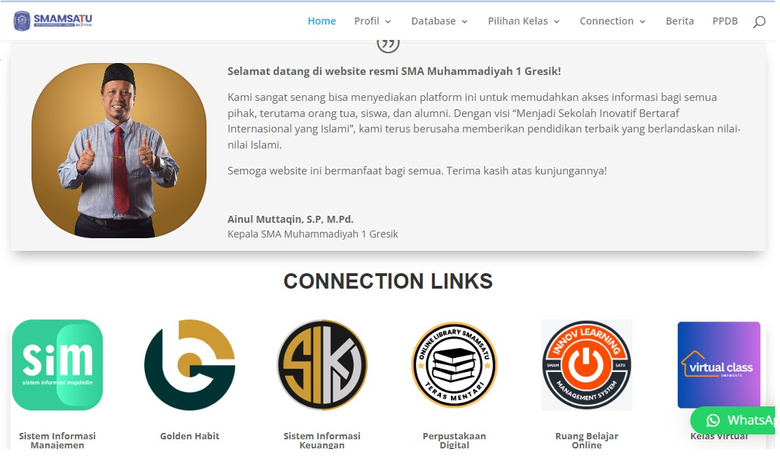 SMAMSATU
Home Profil Database Pilihan Kelas Connection Berita PPDB
Selamat datang di website resmi SMA Muhammadiyah 1 Gresik!
Kami sangat senang bisa menyediakan platform ini untuk memudahkan akses informasi bagi semua
pihak, terutama orang tua, siswa, dan alumni. Dengan visi “Menjadi Sekolah Inovatif Bertaraf
Internasional yang Islami”, kami terus berusaha memberikan pendidikan terbaik yang berlandaskan nilai-
nilai Islami.
Semoga website ini bermanfaat bagi semua. Terima kasih atas kunjungannya!
Ainul Muttaqin, S.P, M.Pd.
Kepala SMA Muhammadiyah 1 Gresik
CONNECTION LINKS
sim
sistem informasi mujahidin
SIKU
ONLINE LIBRARY SMAMSATU
TERAS MENTARI
INNOV LEARNING
SMAM SATU
MANAGEMENT SYSTEM
virtual class
WhatsAp
Sistem Informasi
Manajemen
Golden Habit
Sistem Informasi
Keuangan
Perpustakaan
Digital
Ruang Belajar
Online
Kelas Virtual